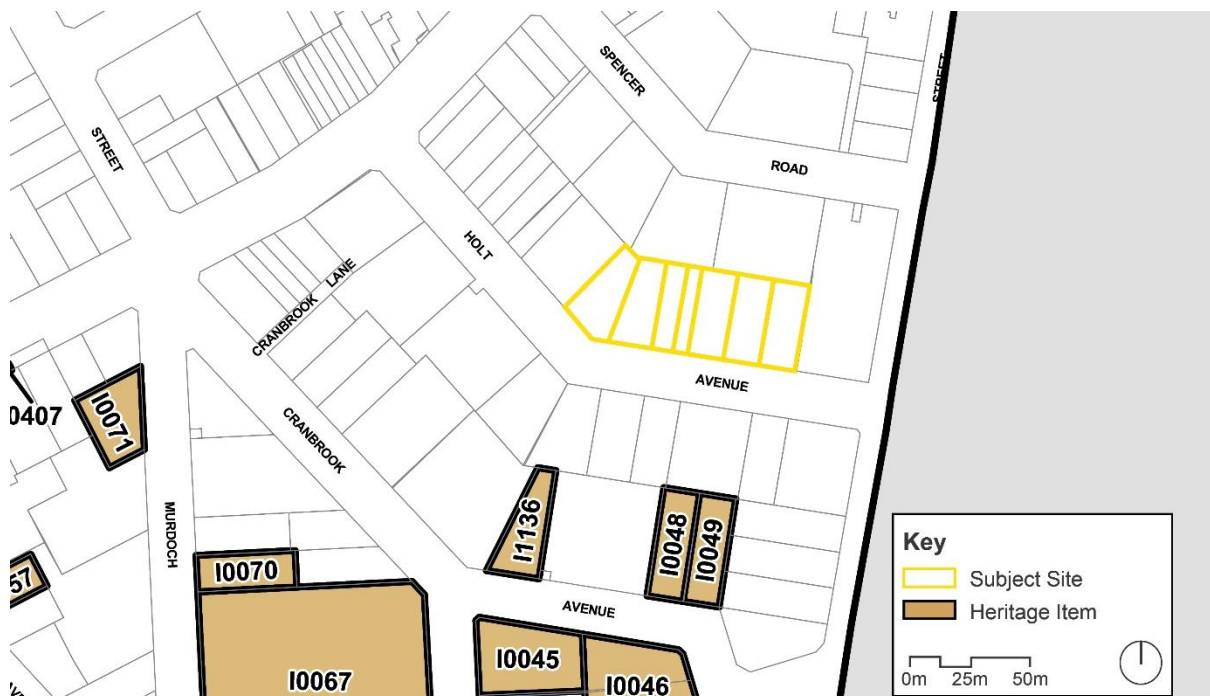 SPENCER
STREET
STREET
ROAD
HOLT
CRANBROOK LANE
AVENUE
0407
I0071
CRANBROOK
MURDOCH
I1136
I0048
I0049
57
I0070
AVENUE
I0045
I0046
I0067
Key
Subject Site
Heritage Item
0m 25m 50m